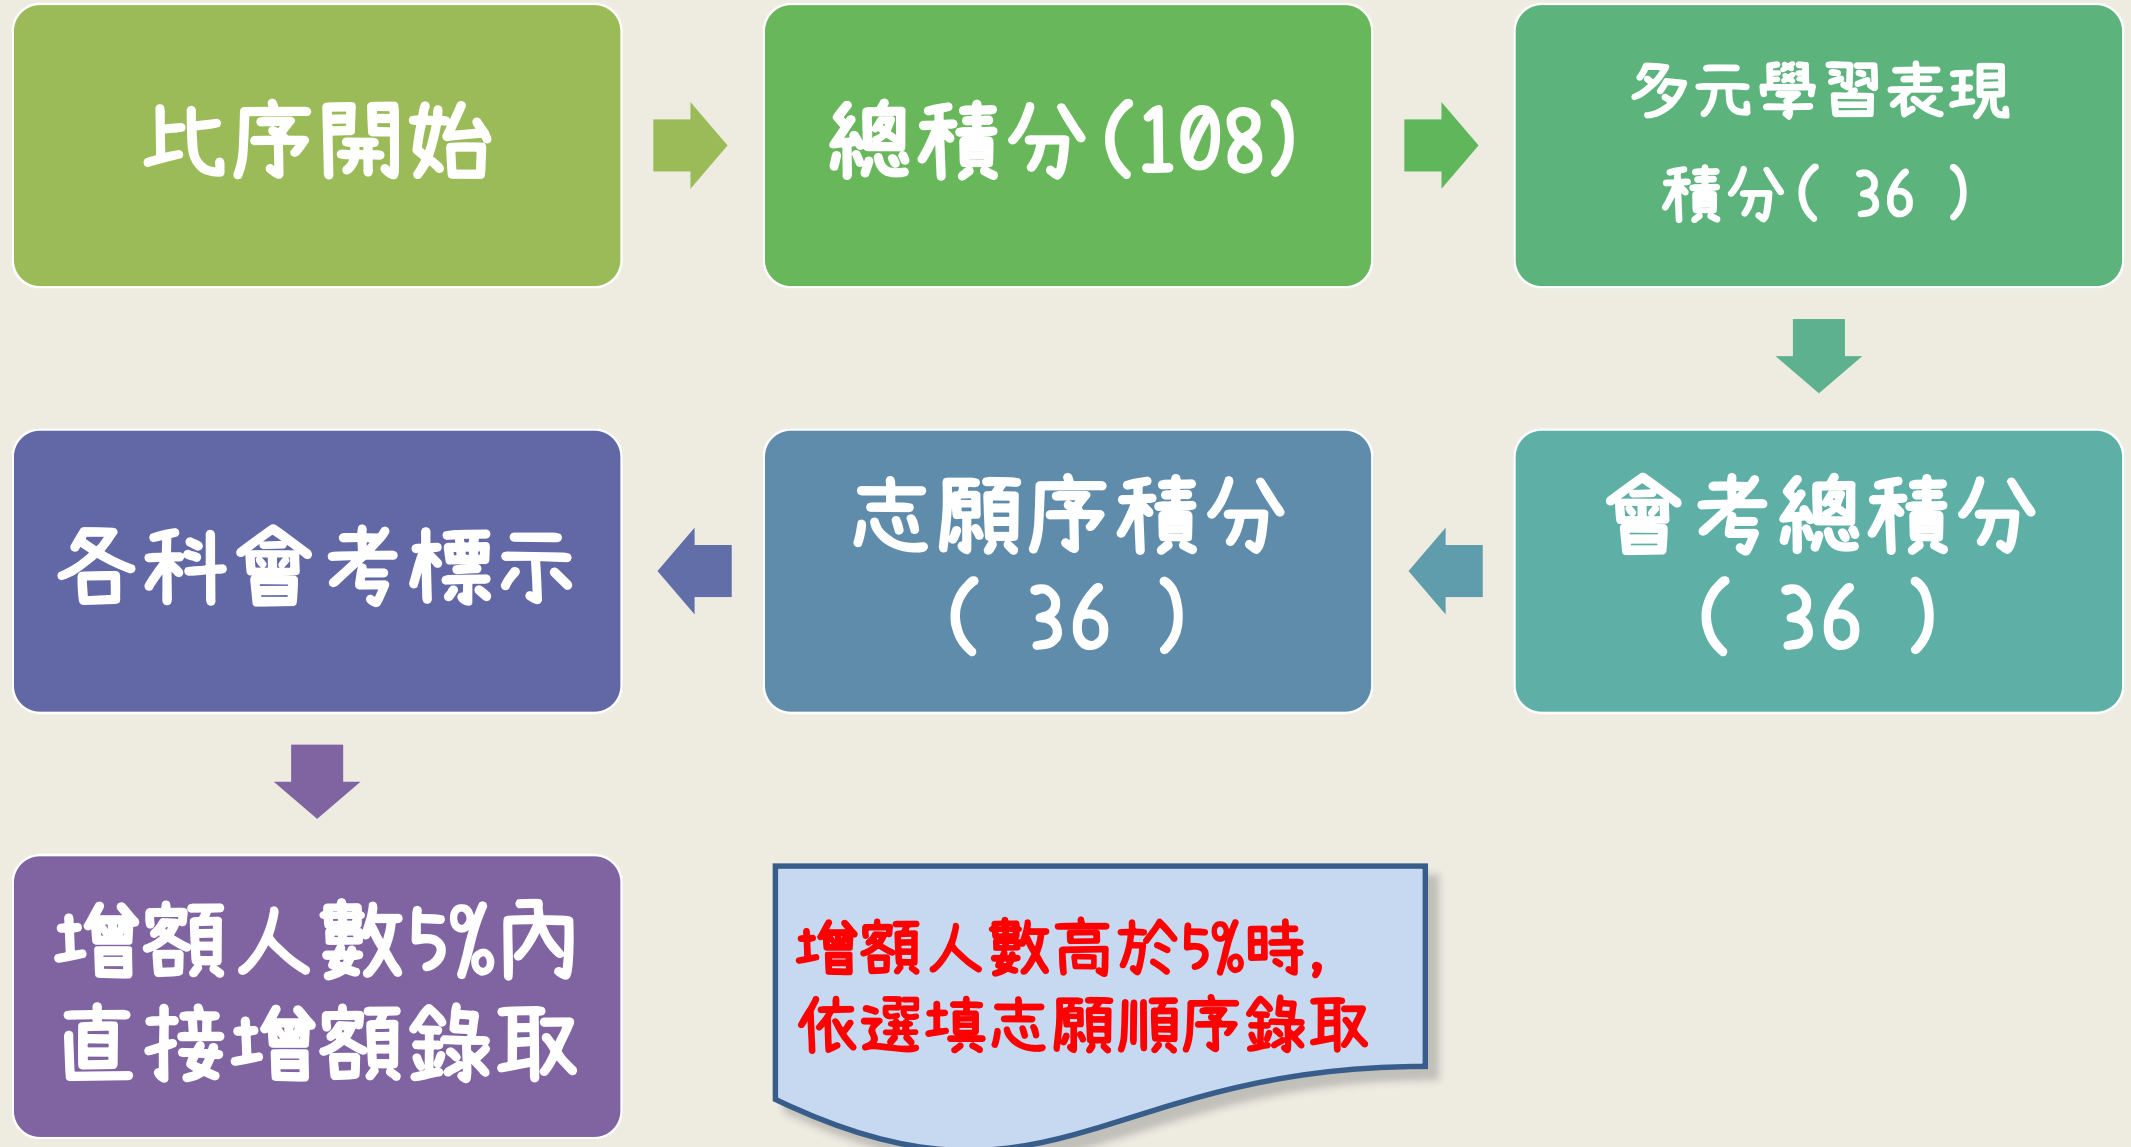 比序開始
總積分(108)
多元學習表現
積分( 36 )
會考總積分
( 36 )
志願序積分
( 36 )
各科會考標示
增額人數5%內
直接增額錄取
增額人數高於5%時,
依選填志願順序錄取